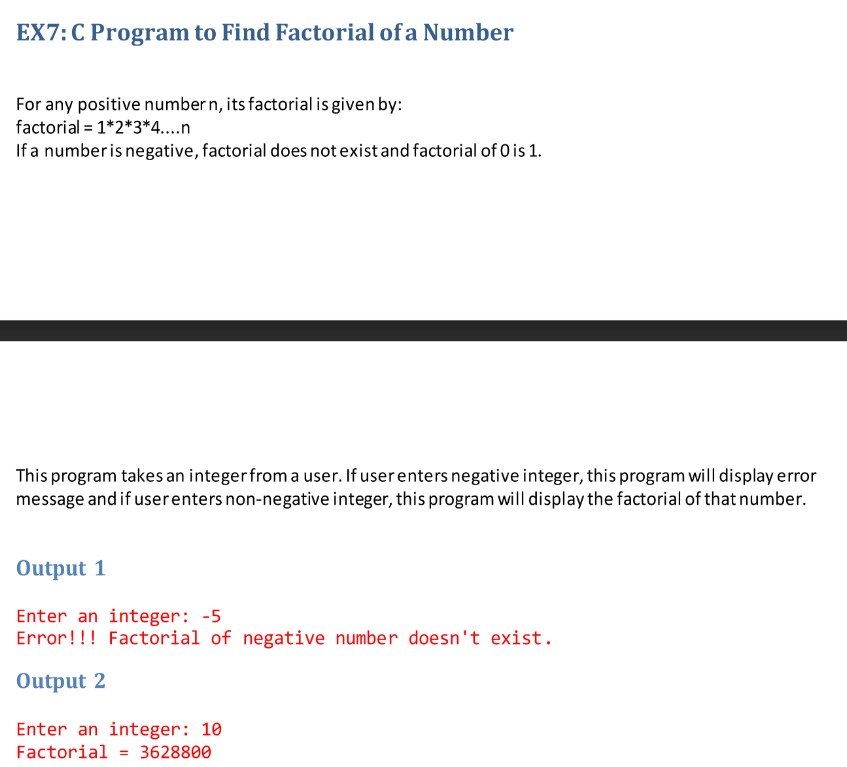 EX7: C Program to Find Factorial of a Number
For any positive number n, its factorial is given by:
factorial = 1*2*3*4....n
If a number is negative, factorial does not exist and factorial of 0 is 1.
This program takes an integer from a user. If user enters negative integer, this program will display error
message and if user enters non-negative integer, this program will display the factorial of that number.
Output 1
Enter an integer: -5
Error!!! Factorial of negative number doesn't exist.
Output 2
Enter an integer: 10
Factorial = 3628800